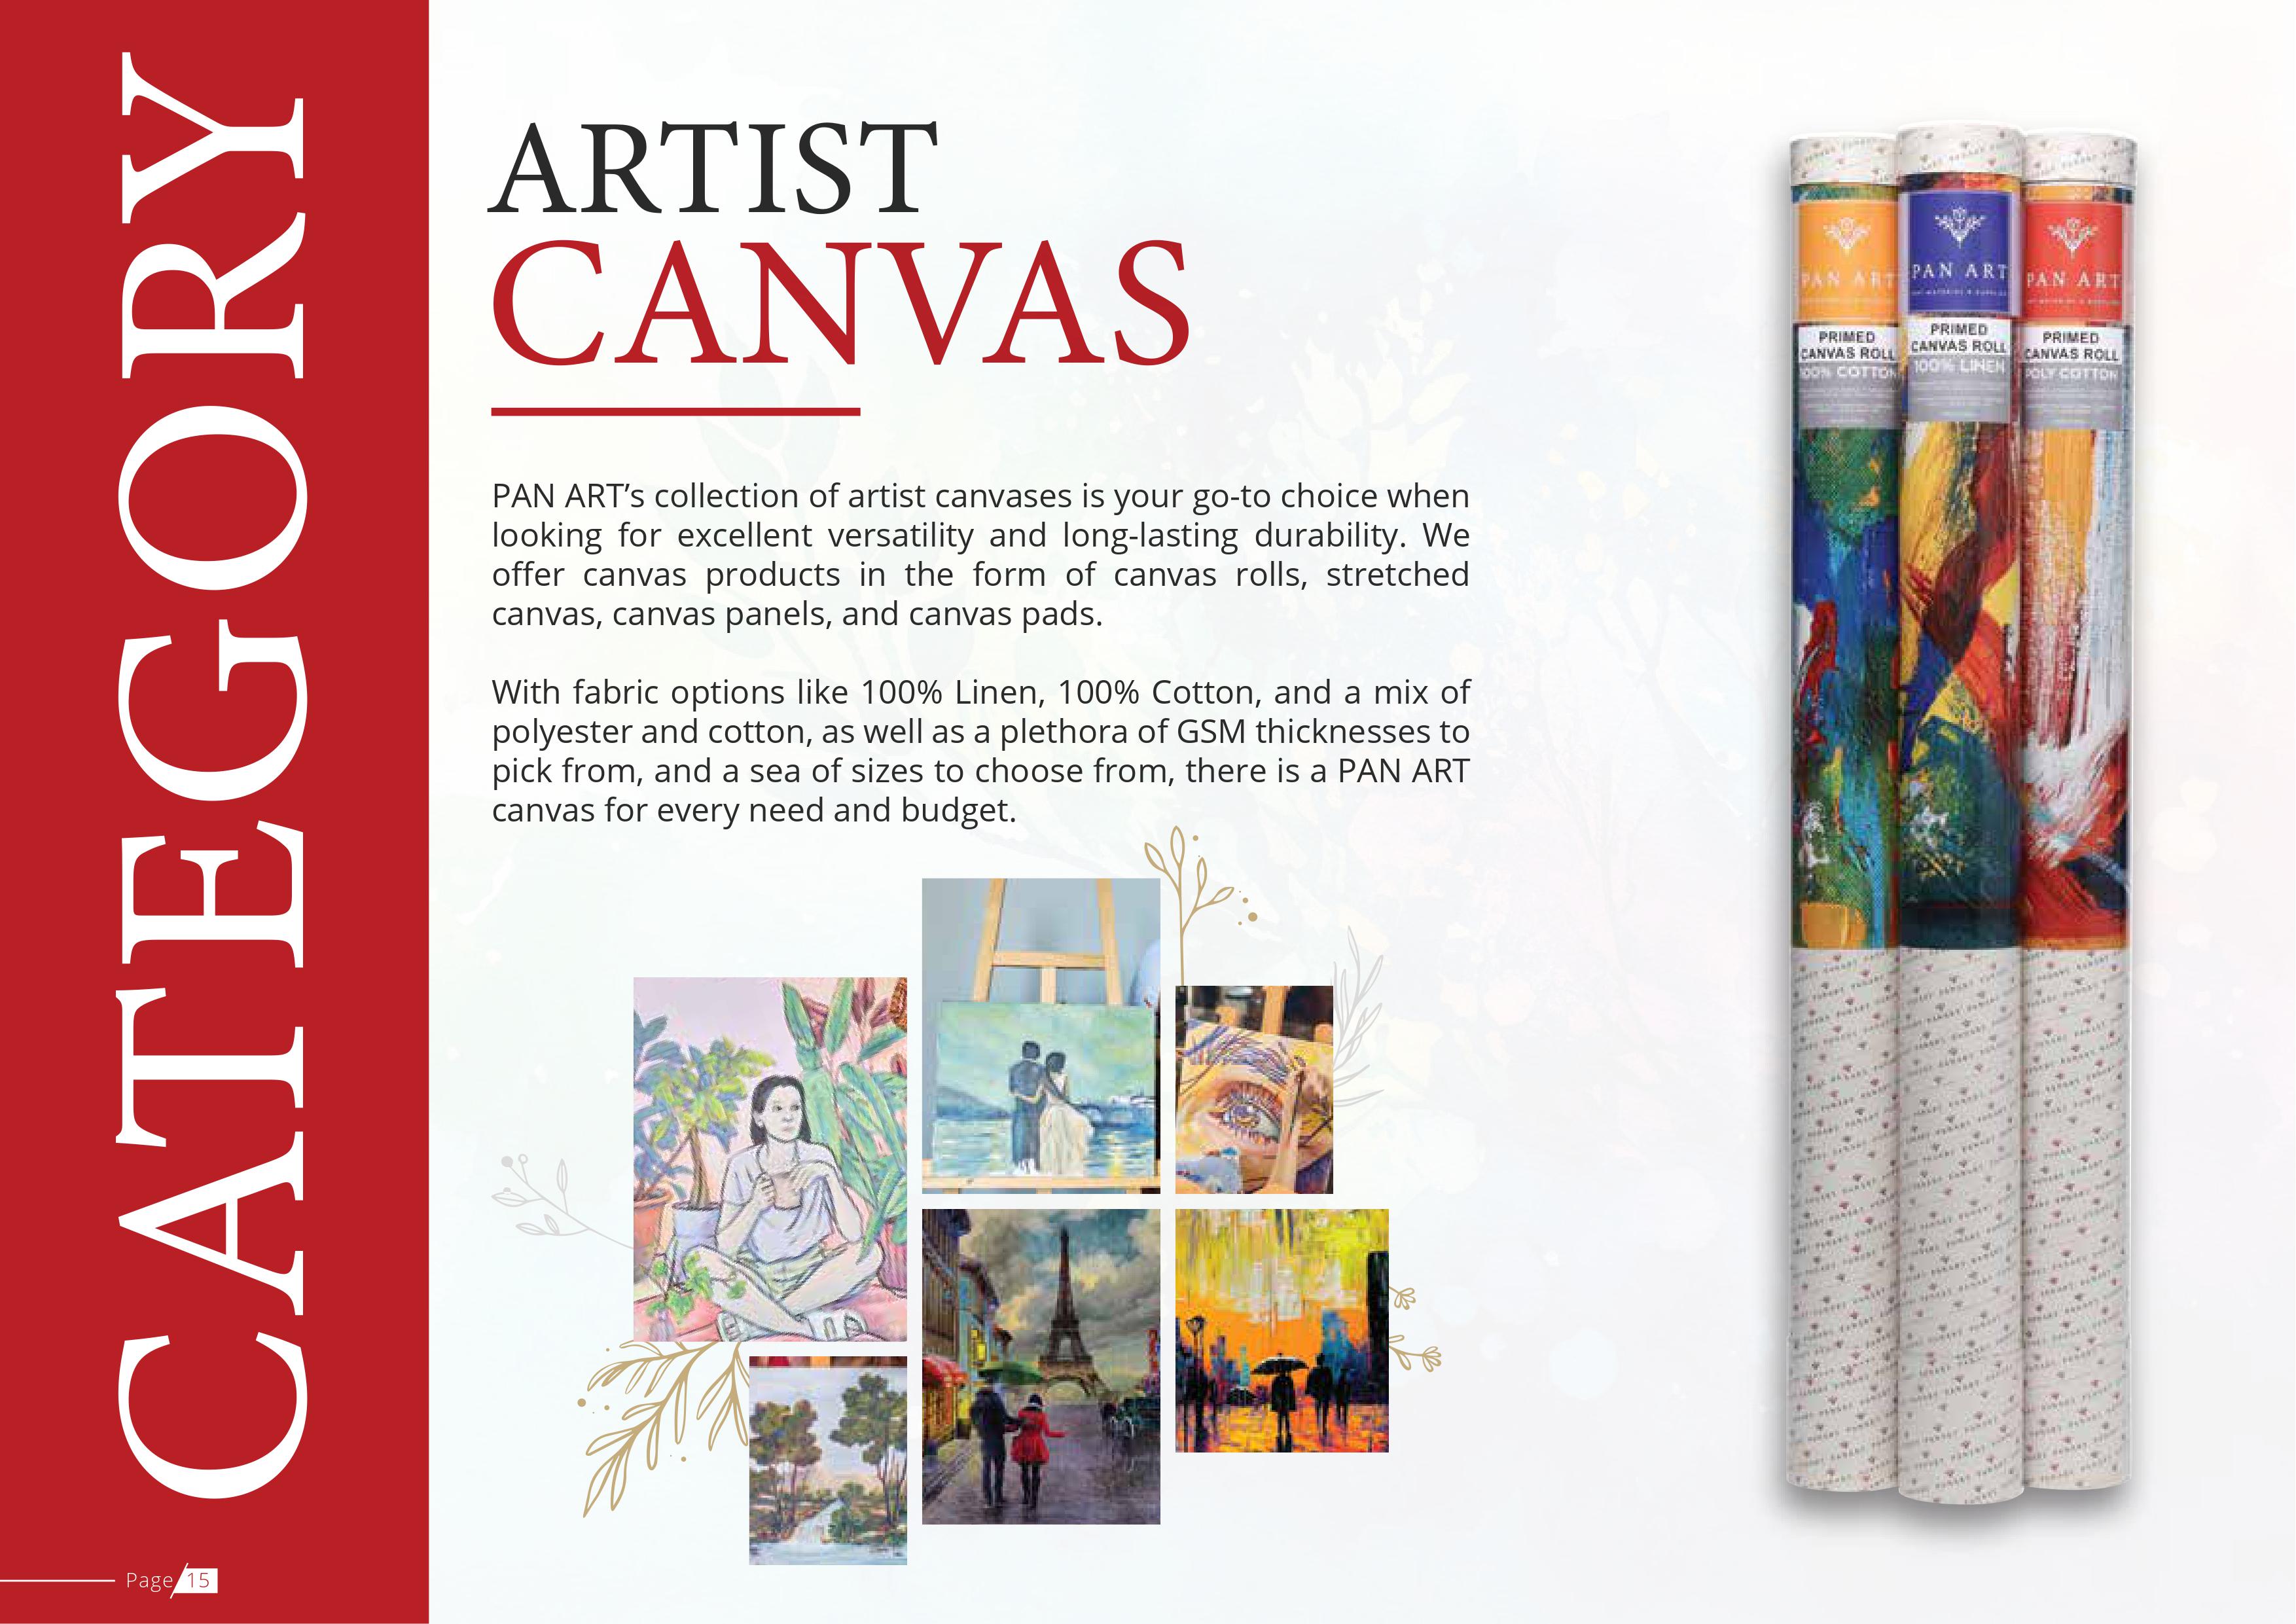 CATEGORY
ARTIST
CANVAS
PAN ART’s collection of artist canvases is your go-to choice when
looking for excellent versatility and long-lasting durability. We
offer canvas products in the form of canvas rolls, stretched
canvas, canvas panels, and canvas pads.
With fabric options like 100% Linen, 100% Cotton, and a mix of
polyester and cotton, as well as a plethora of GSM thicknesses to
pick from, and a sea of sizes to choose from, there is a PAN ART
canvas for every need and budget.
PAN ART
PRIMED
CANVAS ROLL
100% COTTON
PAN ART
PRIMED
CANVAS ROLL
100% LINEN
PAN ART
PRIMED
CANVAS ROLL
POLY COTTON
Page 15